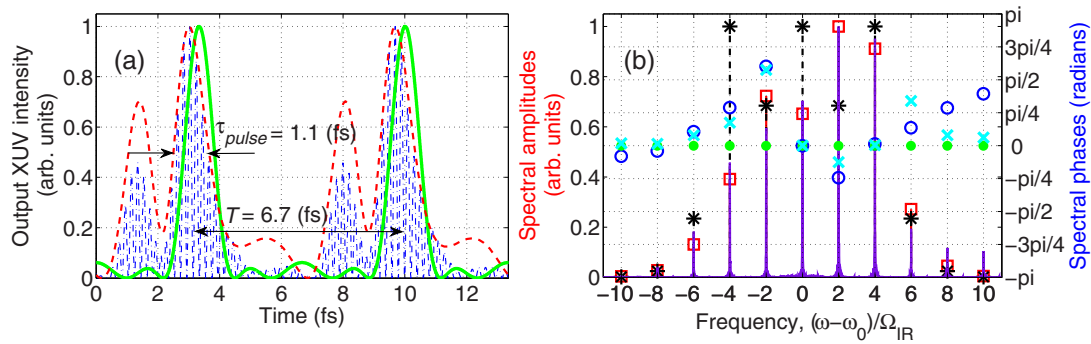 (a)
Output XUV intensity
(arb. units)
1
0.8
0.6
0.4
0.2
0
τpulse = 1.1 (fs)
T = 6.7 (fs)
0 2 4 6 8 10 12
Time (fs)
(b)
Spectral amplitudes
(arb. units)
1
0.8
0.6
0.4
0.2
0
−10 −8 −6 −4 −2 0 2 4 6 8 10
Frequency, (ω−ω0)/ΩIR
pi
3pi/4
pi/2
pi/4
0
−pi/4
−pi/2
−3pi/4
−pi
Spectral phases (radians)